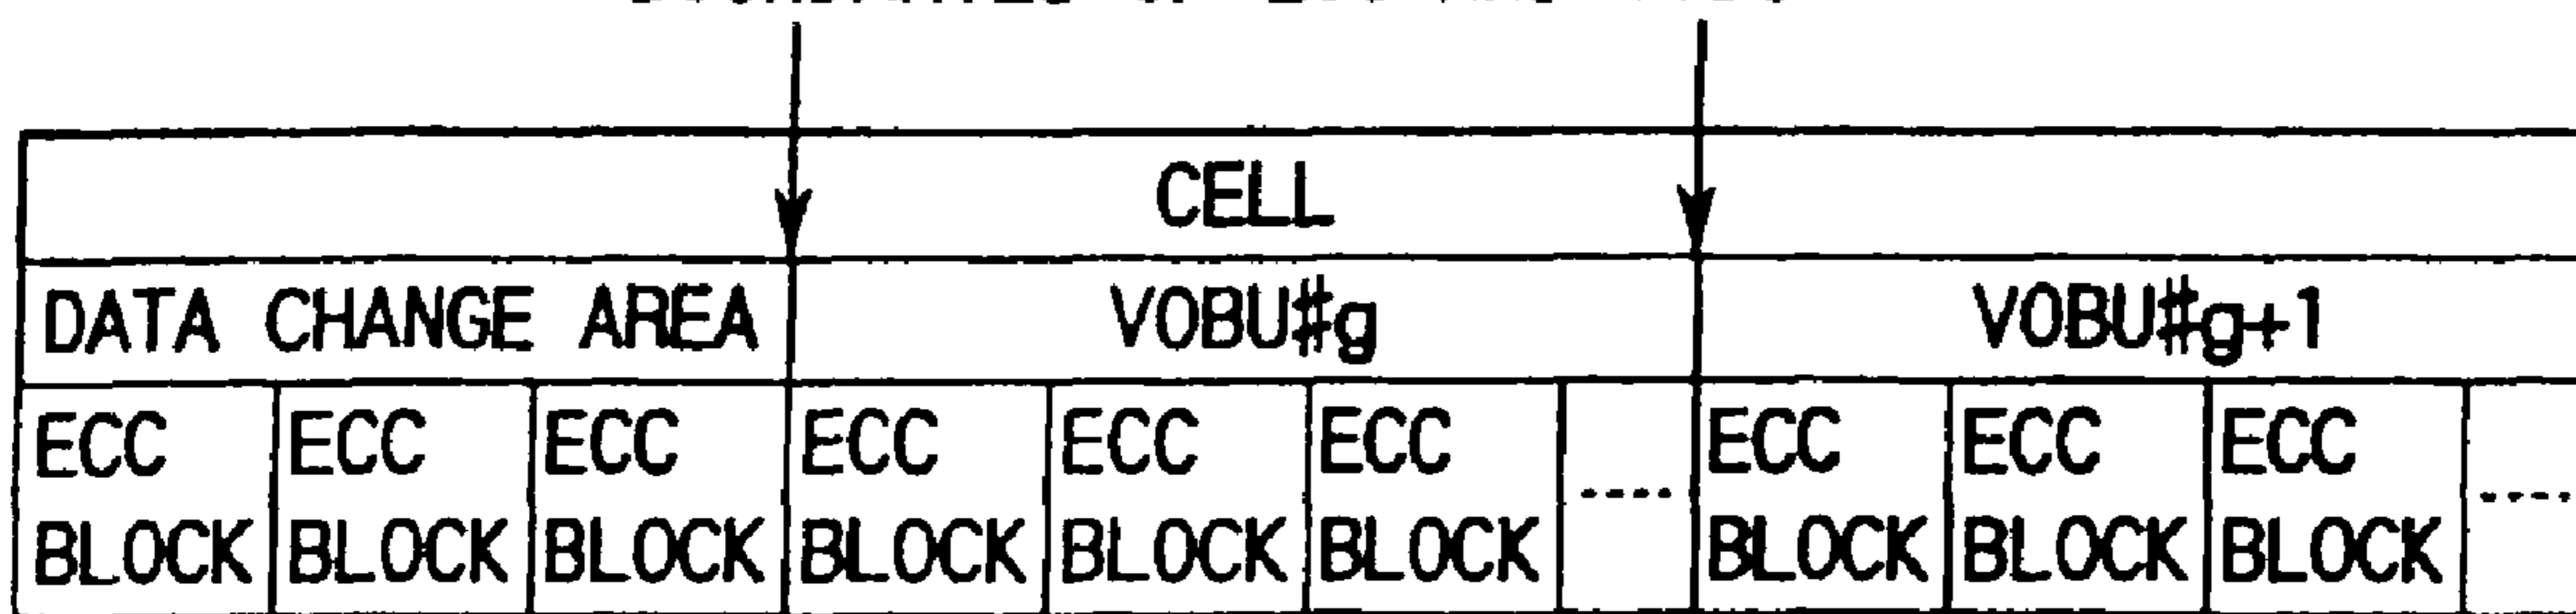 CELL
DATA CHANGE AREA VOBU#g VOBU#g+1
ECC ECC ECC ECC ECC ECC ECC ECC ECC
BLOCK BLOCK BLOCK BLOCK BLOCK BLOCK ---- BLOCK BLOCK BLOCK ----